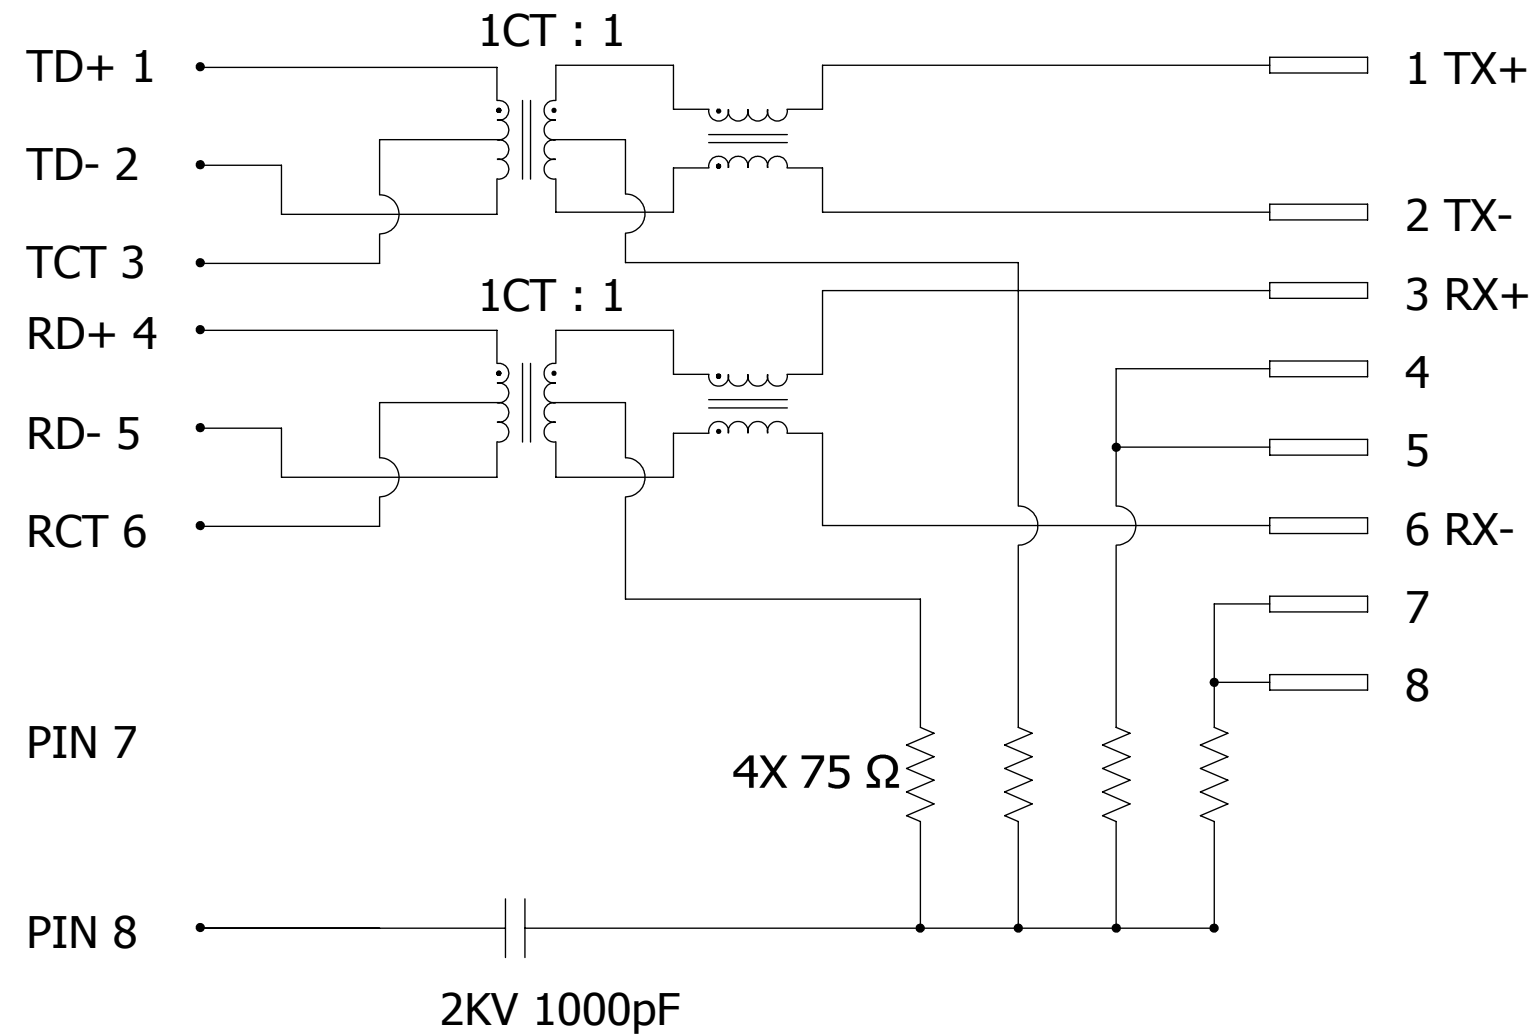 1CT : 1
TD+ 1
1 TX+
TD- 2
2 TX-
TCT 3
1CT : 1
3 RX+
RD+ 4
4
RD- 5
5
RCT 6
6 RX-
7
8
PIN 7
4X 75 Ω
PIN 8
2KV 1000pF